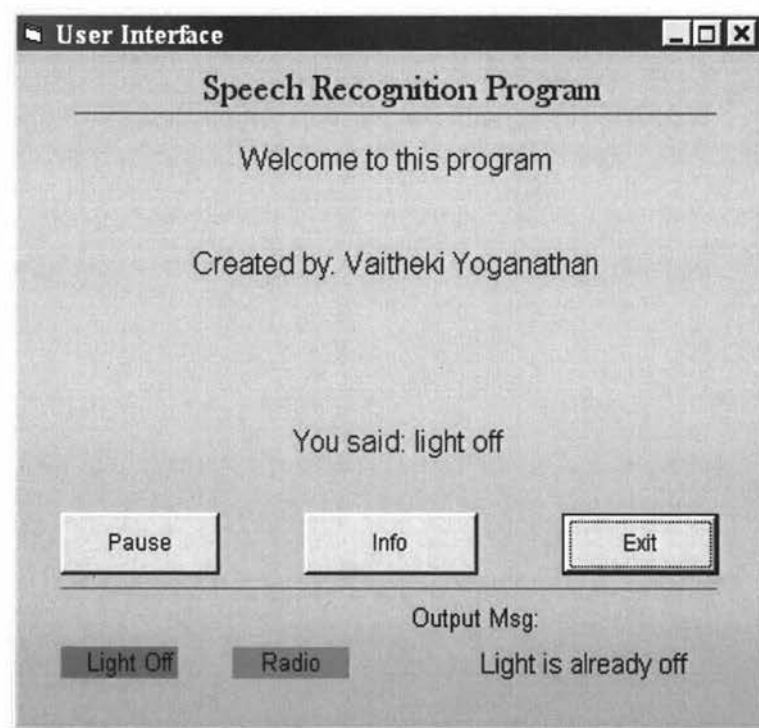 User Interface
Speech Recognition Program
Welcome to this program
Created by: Vaitheki Yoganathan
You said: light off
Pause Info Exit
Output Msg:
Light Off Radio Light is already off